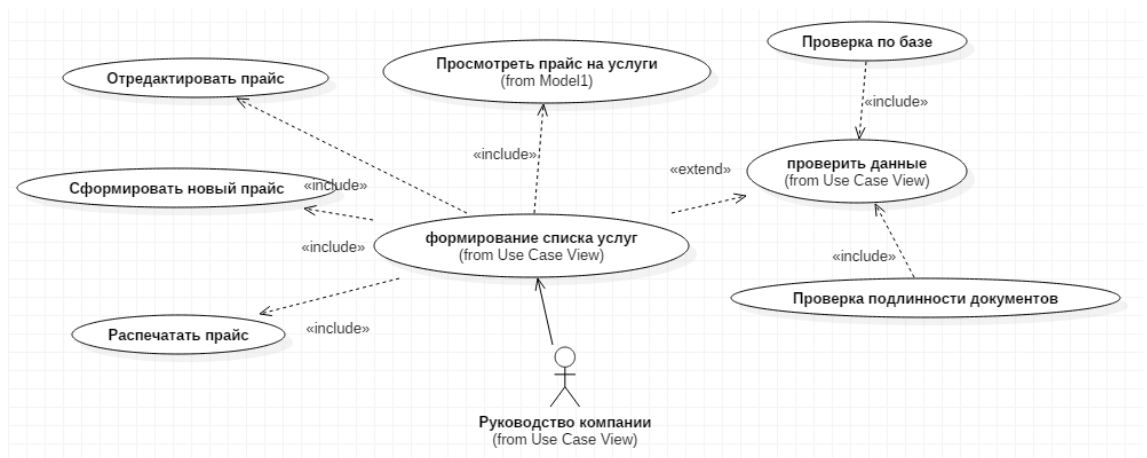 Проверка по базе
Отредактировать прайс
Просмотреть прайс на услуги
(from Model1)
«include»
«include»
проверить данные
(from Use Case View)
«extend»
Сформировать новый прайс
«include»
формирование списка услуг
(from Use Case View)
«include»
«include»
Проверка подлинности документов
Распечатать прайс
«include»
Руководство компании
(from Use Case View)